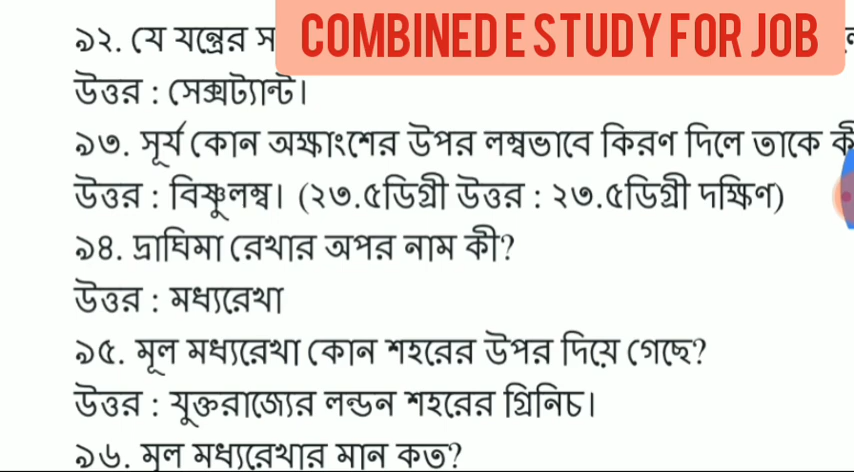 ৯২. যে যন্ত্রের
COMBINED E STUDY FOR JOB
উত্তর : সেক্সট্যান্ট।
৯৩. সূর্য কোন অক্ষাংশের উপর লম্বভাবে কিরণ দিলে তাকে কী
উত্তর : বিষ্ণুলম্ব। (২৩.৫ডিগ্রী উত্তর : ২৩.৫ডিগ্রী দক্ষিণ)
৯৪. দ্রাঘিমা রেখার অপর নাম কী?
উত্তর : মধ্যরেখা
৯৫. মূল মধ্যরেখা কোন শহরের উপর দিয়ে গেছে?
উত্তর : যুক্তরাজ্যের লন্ডন শহরের গ্রিনিচ।
৯৬. মূল মধ্যরেখার মান কত?